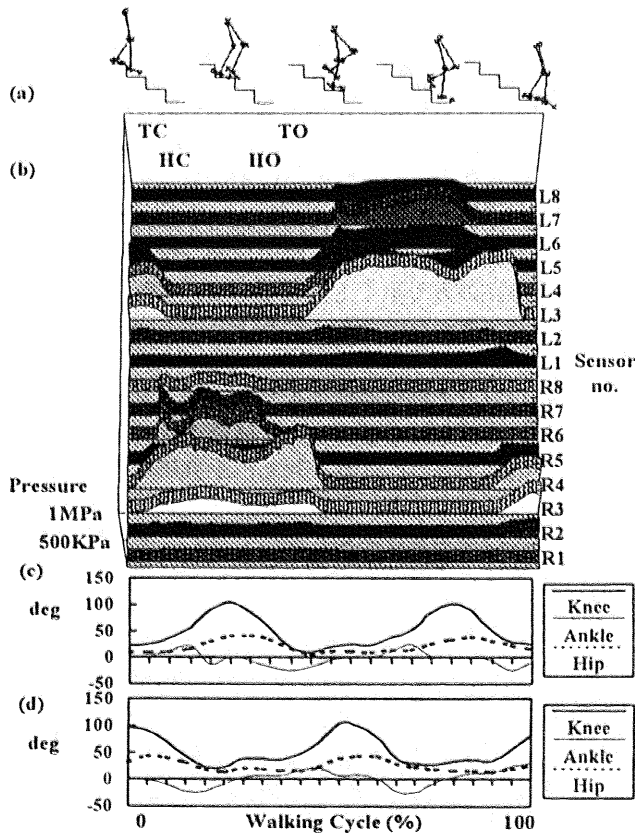 (a)
TC TO
HC HO
(b)
L8
L7
L6
L5
L4
L3
L2
L1
R8
R7
R6
R5
R4
R3
R2
R1
Sensor
no.
Pressure
1MPa
500KPa
(c)
150
100
deg 50
0
-50
Knee
Ankle
Hip
(d)
150
100
deg 50
0
-50
Knee
Ankle
Hip
0 Walking Cycle (%) 100